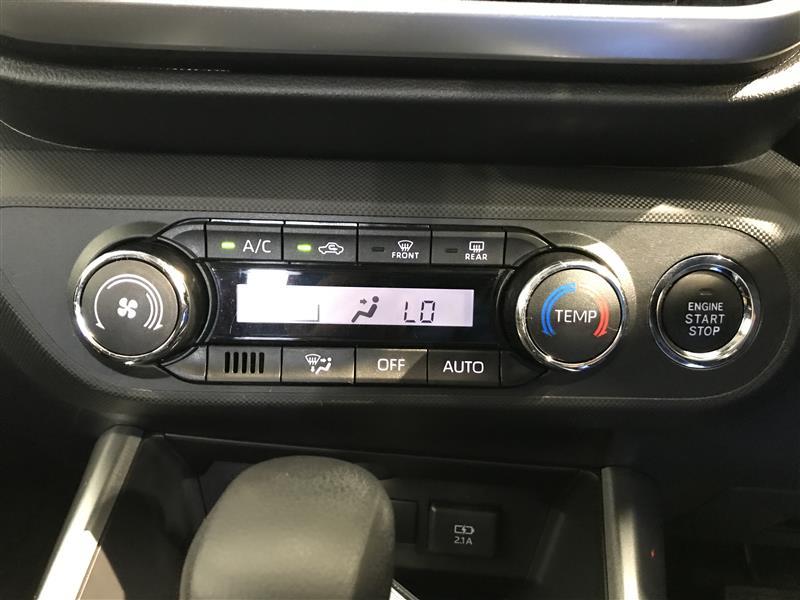 A/C
FRONT
REAR
LO
TEMP
ENGINE
START
STOP
OFF
AUTO
2.1A